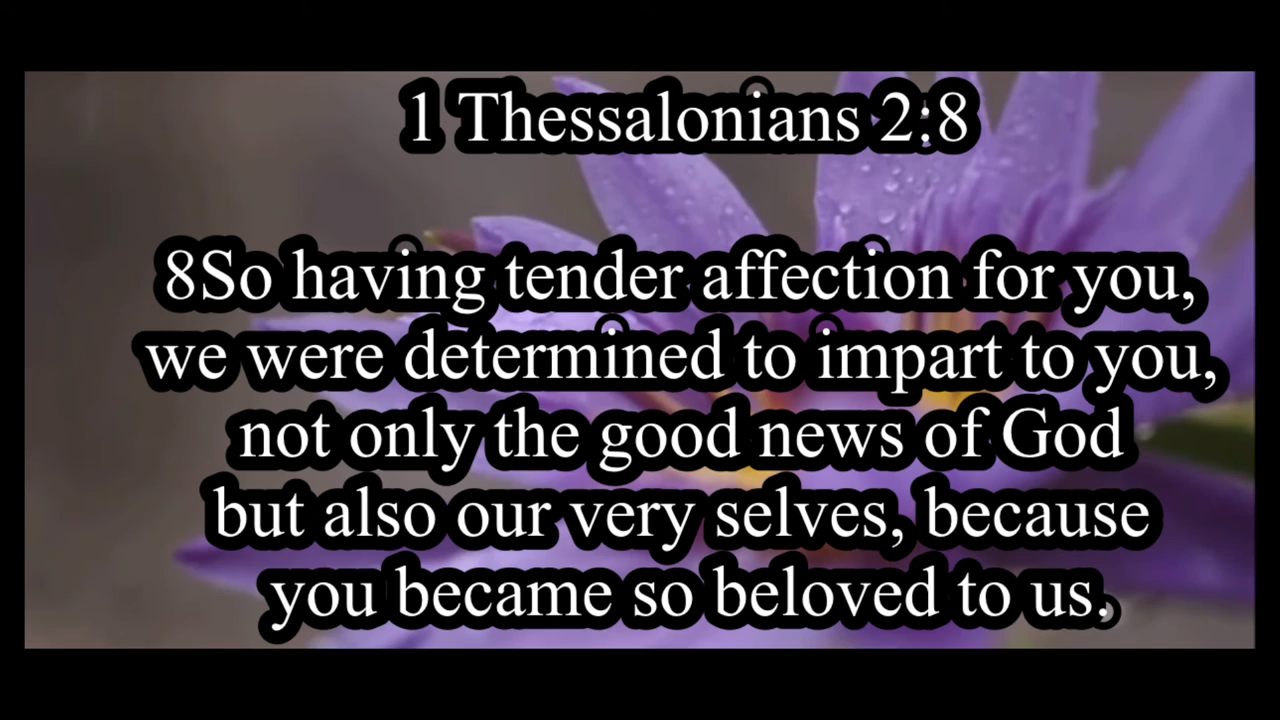 1 Thessalonians 2:8
8So having tender affection for you,
we were determined to impart to you,
not only the good news of God
but also our very selves, because
you became so beloved to us.